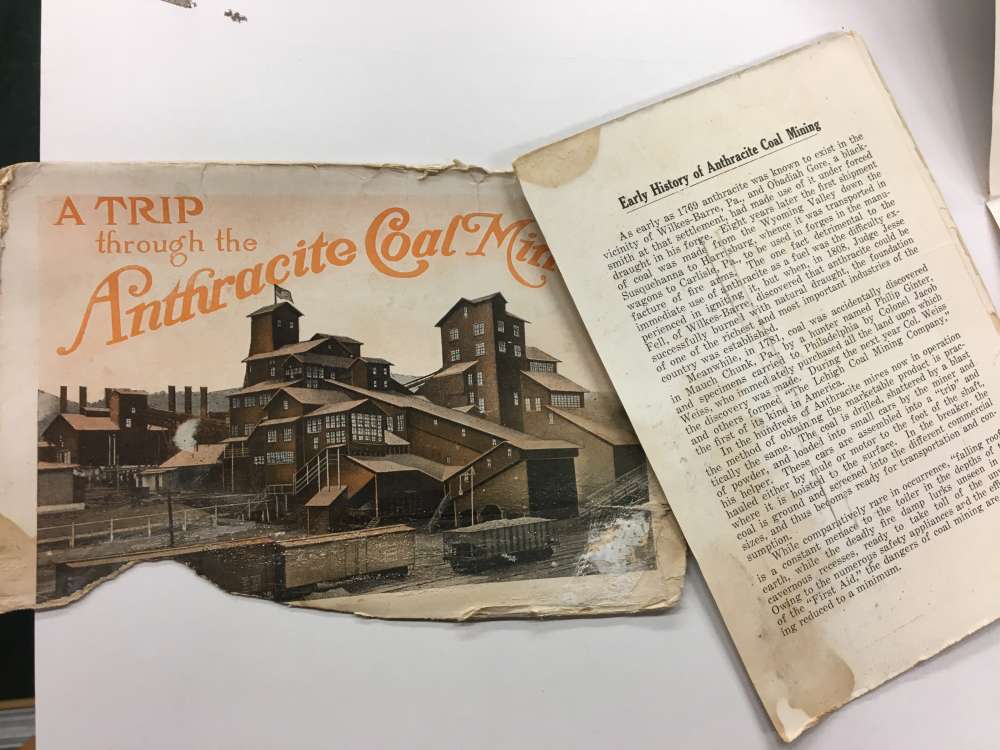 A TRIP
through the
Anthracite Coal Min
Early History of Anthracite Coal Mining
As early as 1769 anthracite was known to exist in the
vicinity of Wilkes-Barre, Pa., and Obadiah Gore, a black-
smith at that settlement, had made use of it under forced
draught in his forge. Eight years later the first shipment
of coal was made from the Wyoming Valley down the
Susquehanna to Harrisburg, whence it was transported in
wagons to Carlisle, Pa., to be used in forges in the manu-
facture of fire arms. The one fact detrimental to the
immediate use of anthracite as a fuel was the difficulty ex-
perienced in igniting it, but when, in 1808, Judge Jesse
Fell, of Wilkes-Barre, discovered that anthracite could be
successfully burned with natural draught, the foundation
of one of the richest and most important industries of the
country was established.
Meanwhile, in 1781, coal was accidentally discovered
in Mauch Chunk, Pa., by a hunter named Philip Ginter,
and specimens carried to Philadelphia by Colonel Jacob
Weiss, who immediately purchased all the land upon which
the discovery was made. During the next year Col. Weiss,
and others, formed "The Lehigh Coal Mining Company,"
first of its kind in America.
In the hundreds of Anthracite mines now in operation
the method of obtaining the marketable product is prac-
tically the same. The coal is drilled, shattered by a blast
of powder, and loaded into small cars by the miner and
his helper. These cars are assembled into a "trip" and
hauled either by mule or motor to the foot of the shaft,
where it is hoisted to the surface. In the breaker, the
coal is ground and screened into the different commercial
sizes, and thus becomes ready for transportation and con
sumption.
While comparatively rare in occurrence, "falling roo
is a constant menace to the toiler in the depths of
earth, while the deadly fire damp lurks unseen in
cavernous recesses, ready to take toll of the un
Owing to the numerous safety appliances and the effi
of the "First Aid," the dangers of coal mining ar
ing reduced to a minimum.